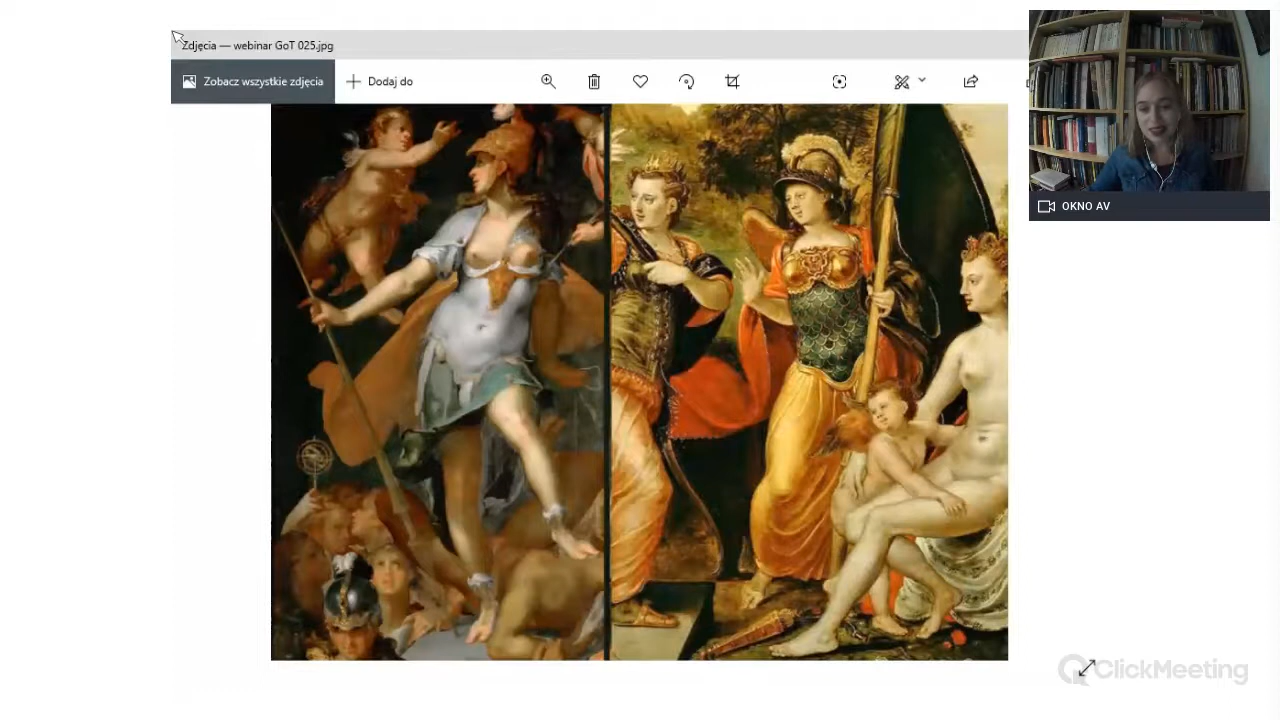 Zdjęcia — webinar GoT 025.jpg
Zobacz wszystkie zdjęcia
Dodaj do
OKNO AV
ClickMeeting